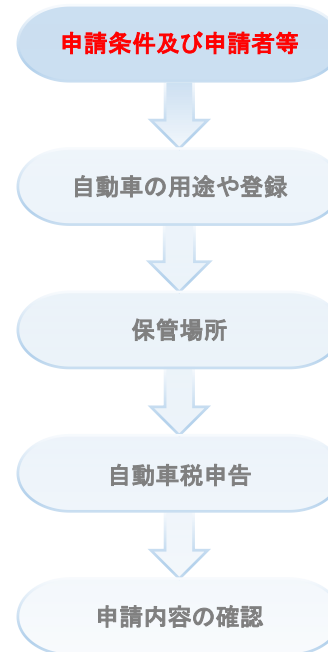 申請条件及び申請者等
自動車の用途や登録
保管場所
自動車税申告
申請内容の確認